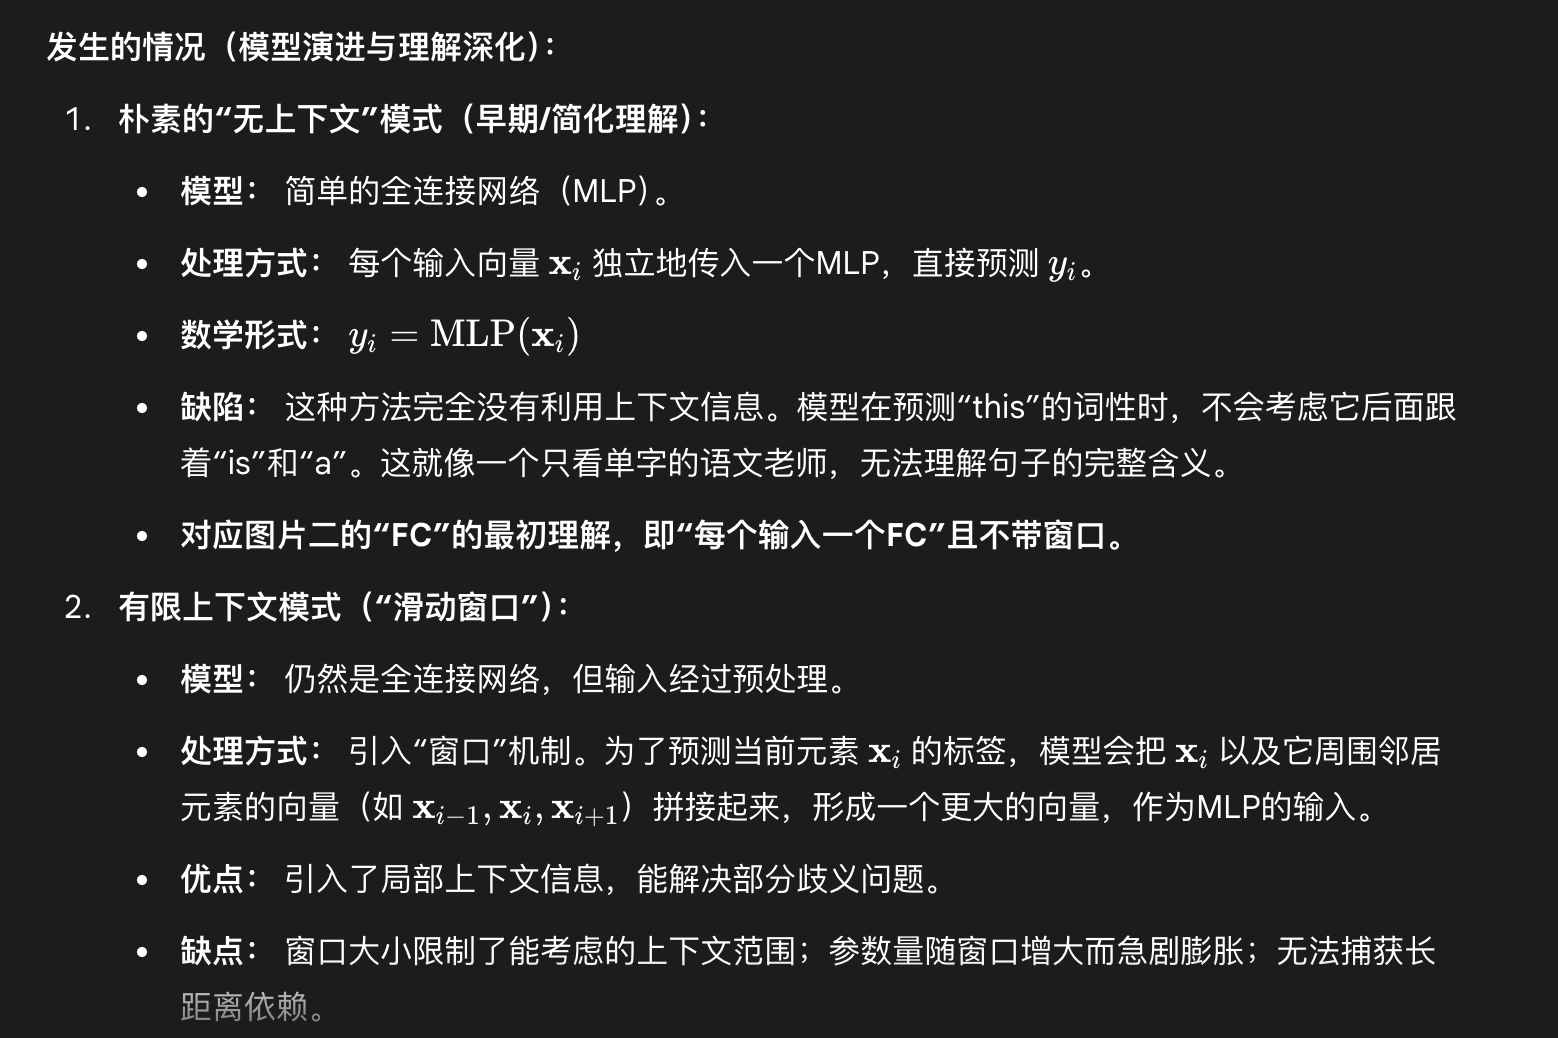 发生的情况（模型演进与理解深化）：
1. 朴素的“无上下文”模式（早期/简化理解）：
• 模型： 简单的全连接网络（MLP）。
• 处理方式： 每个输入向量 𝐱ᵢ 独立地传入一个MLP，直接预测 yᵢ。
• 数学形式： yᵢ = MLP(𝐱ᵢ)
• 缺陷： 这种方法完全没有利用上下文信息。模型在预测“this”的词性时，不会考虑它后面跟
着“is”和“a”。这就像一个只看单字的语文老师，无法理解句子的完整含义。
• 对应图片二的“FC”的最初理解，即“每个输入一个FC”且不带窗口。
2. 有限上下文模式（“滑动窗口”）：
• 模型： 仍然是全连接网络，但输入经过预处理。
• 处理方式： 引入“窗口”机制。为了预测当前元素 𝐱ᵢ 的标签，模型会把 𝐱ᵢ 以及它周围邻居
元素的向量（如 𝐱ᵢ₋₁, 𝐱ᵢ, 𝐱ᵢ₊₁）拼接起来，形成一个更大的向量，作为MLP的输入。
• 优点： 引入了局部上下文信息，能解决部分歧义问题。
• 缺点： 窗口大小限制了能考虑的上下文范围；参数量随窗口增大而急剧膨胀；无法捕获长
距离依赖。